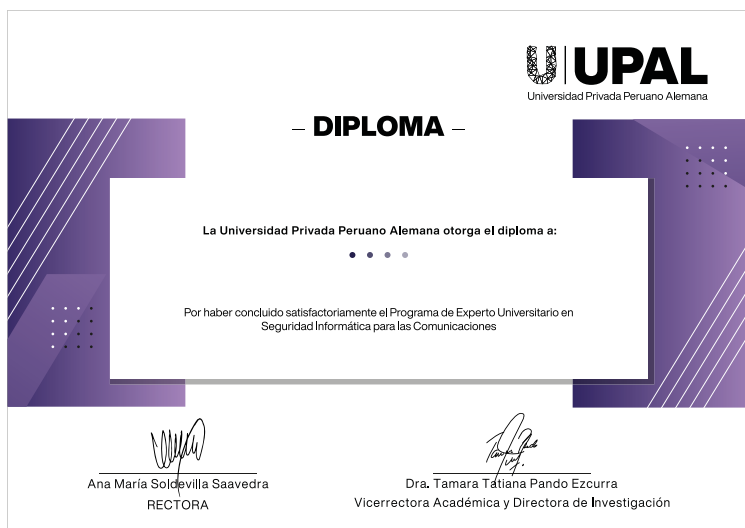 UPAL
Universidad Privada Peruano Alemana
– DIPLOMA –
La Universidad Privada Peruano Alemana otorga el diploma a:
Por haber concluido satisfactoriamente el Programa de Experto Universitario en
Seguridad Informática para las Comunicaciones
Ana María Soldevilla Saavedra
RECTORA
Dra. Tamara Tatiana Pando Ezcurra
Vicerrectora Académica y Directora de Investigación